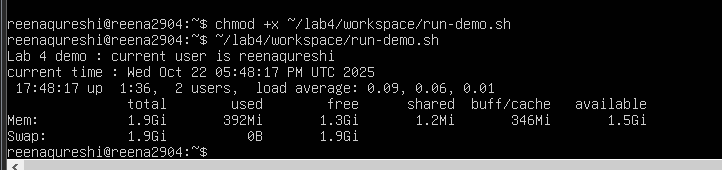 reenaqureshi@reena2904:~$ chmod +x ~/lab4/workspace/run-demo.sh
reenaqureshi@reena2904:~$ ~/lab4/workspace/run-demo.sh
Lab 4 demo : current user is reenaqureshi
current time : Wed Oct 22 05:48:17 PM UTC 2025
 17:48:17 up  1:36,  2 users,  load average: 0.09, 0.06, 0.01
               total        used        free      shared  buff/cache   available
Mem:           1.9Gi       392Mi       1.3Gi       1.2Mi       346Mi       1.5Gi
Swap:          1.9Gi          0B       1.9Gi
reenaqureshi@reena2904:~$